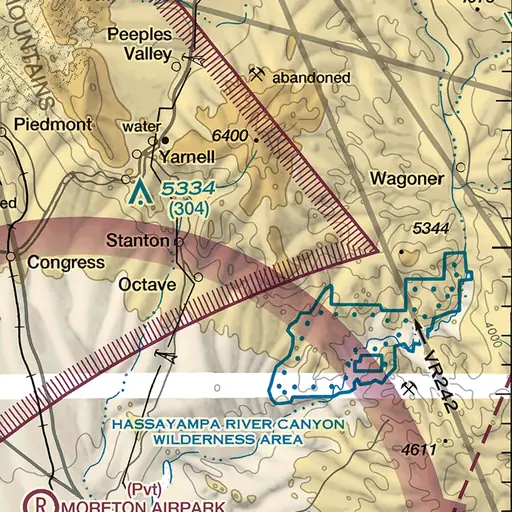 MOUNTAINS
Peeples
Valley
abandoned
Piedmont
water
6400
Yarnell
Wagoner
5334
(304)
5344
Stanton
Congress
Octave
4000
VR242
HASSAYAMPA RIVER CANYON
WILDERNESS AREA
4611
(Pvt)
R
MORETON AIRPARK